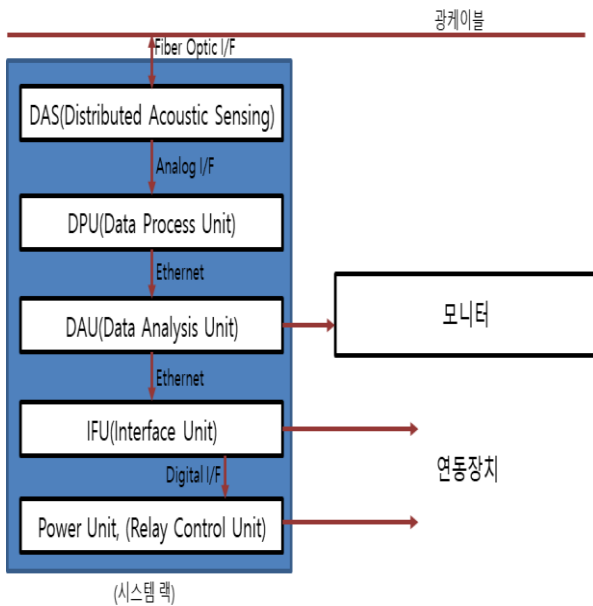 광케이블
Fiber Optic I/F
DAS(Distributed Acoustic Sensing)
Analog I/F
DPU(Data Process Unit)
Ethernet
DAU(Data Analysis Unit)
모니터
Ethernet
IFU(Interface Unit)
연동장치
Digital I/F
Power Unit, (Relay Control Unit)
(시스템 랙)